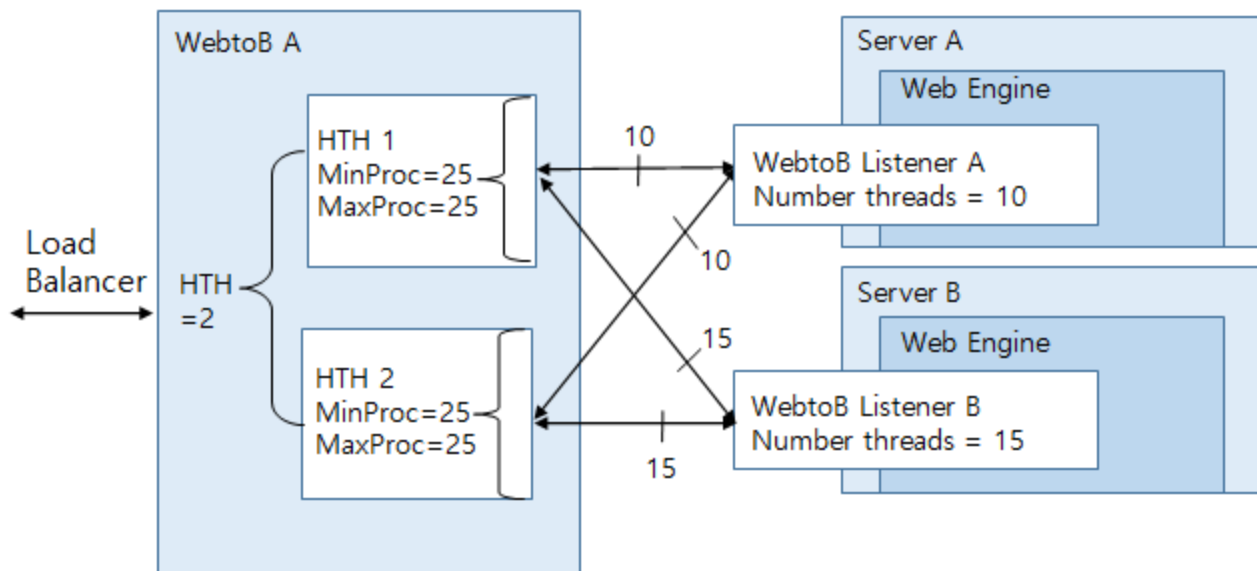 WebtoB A
HTH 1
MinProc=25
MaxProc=25
Load
Balancer
HTH
=2
HTH 2
MinProc=25
MaxProc=25
10
10
15
15
Server A
Web Engine
WebtoB Listener A
Number threads = 10
Server B
Web Engine
WebtoB Listener B
Number threads = 15